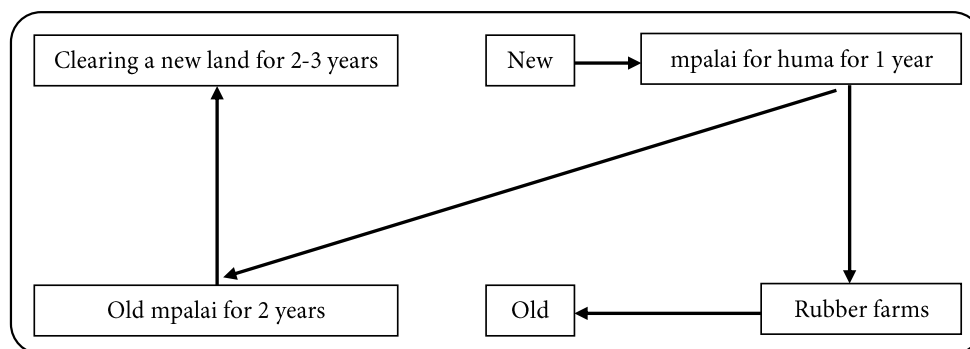 Clearing a new land for 2-3 years
New
mpalai for huma for 1 year
Old mpalai for 2 years
Old
Rubber farms